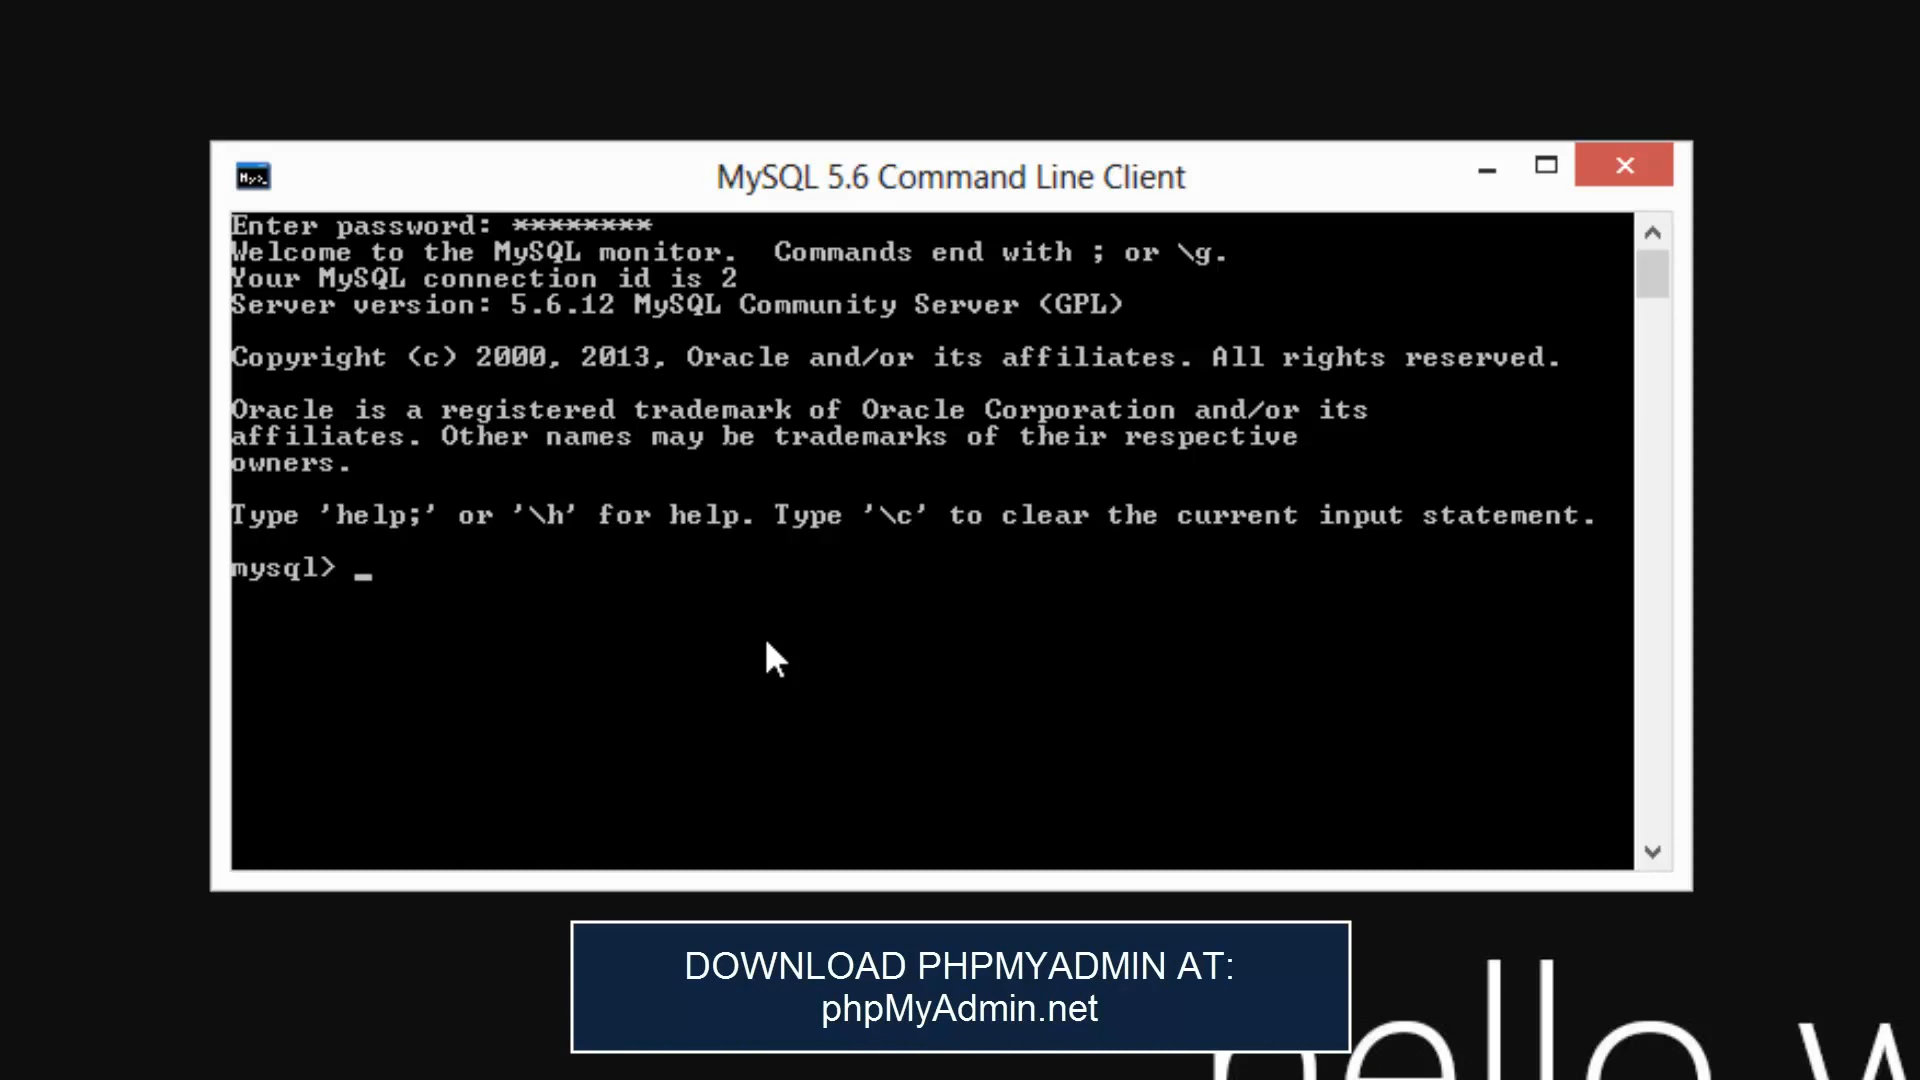 MySQL 5.6 Command Line Client
Enter password: ********
Welcome to the MySQL monitor.  Commands end with ; or \g.
Your MySQL connection id is 2
Server version: 5.6.12 MySQL Community Server (GPL)
Copyright (c) 2000, 2013, Oracle and/or its affiliates. All rights reserved.
Oracle is a registered trademark of Oracle Corporation and/or its
affiliates. Other names may be trademarks of their respective
owners.
Type 'help;' or '\h' for help. Type '\c' to clear the current input statement.
mysql> _
DOWNLOAD PHPMYADMIN AT:
phpMyAdmin.net
hello w